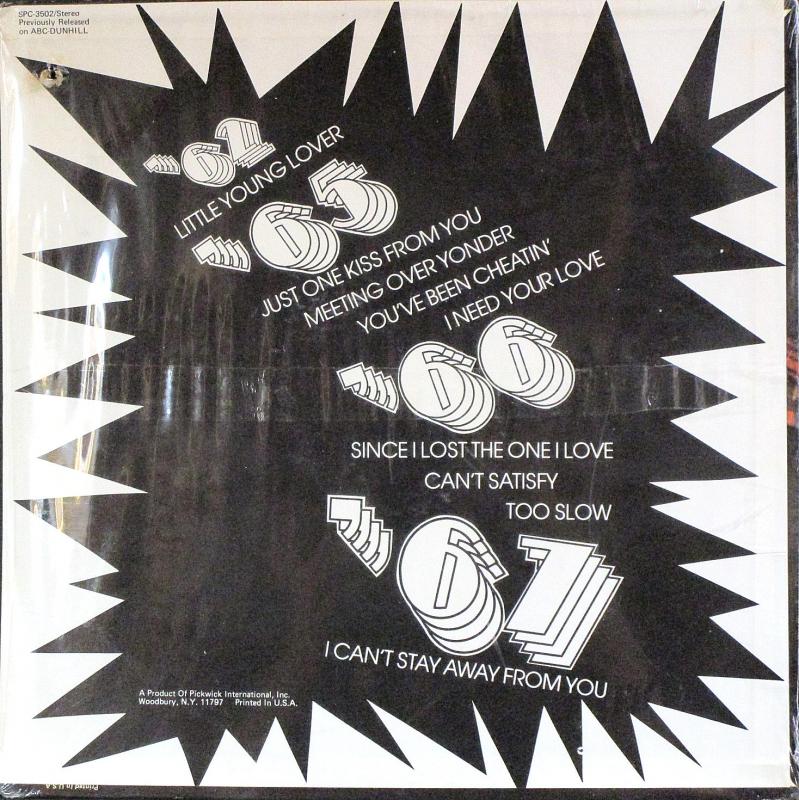 SPC-3502/Stereo
Previously Released
on ABC-DUNHILL
'62
LITTLE YOUNG LOVER
'65
JUST ONE KISS FROM YOU
MEETING OVER YONDER
YOU'VE BEEN CHEATIN'
I NEED YOUR LOVE
'66
SINCE I LOST THE ONE I LOVE
CAN'T SATISFY
TOO SLOW
'67
I CAN'T STAY AWAY FROM YOU
A Product Of Pickwick International, Inc.
Woodbury, N.Y. 11797 Printed In U.S.A.
Printed In U.S.A.